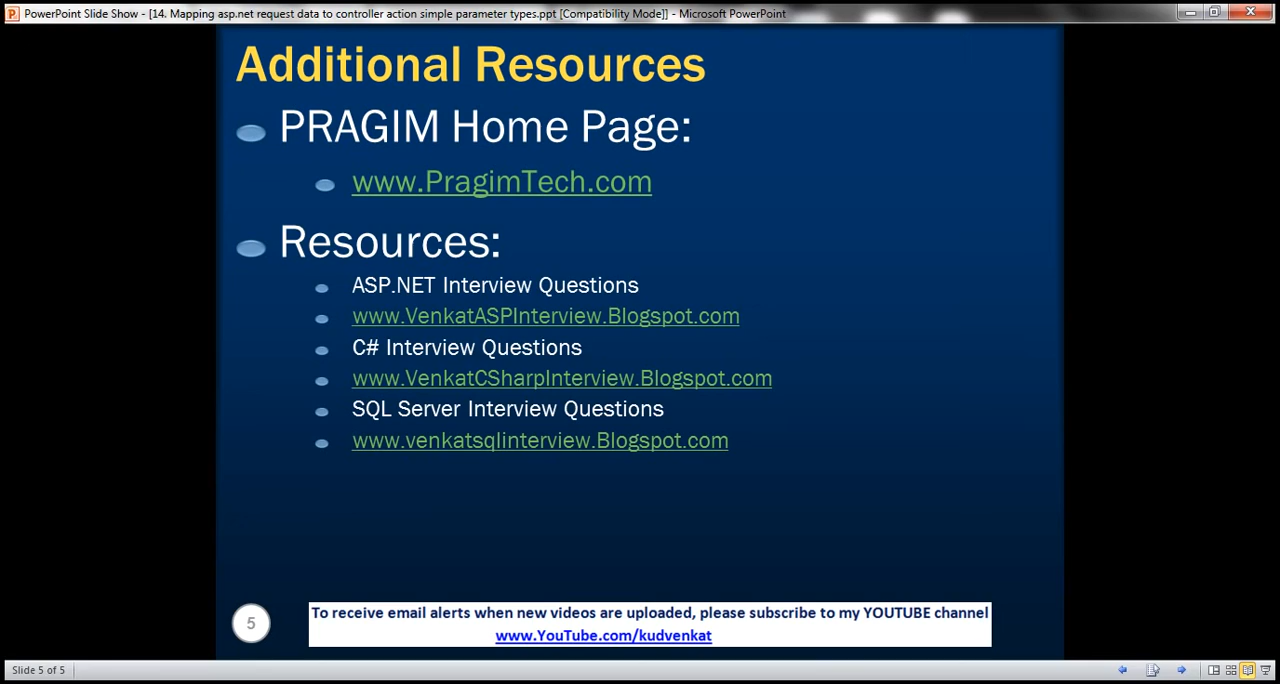 PowerPoint Slide Show - [14. Mapping asp.net request data to controller action simple parameter types.ppt [Compatibility Mode]] - Microsoft PowerPoint
Additional Resources
PRAGIM Home Page:
www.PragimTech.com
Resources:
ASP.NET Interview Questions
www.VenkatASPInterview.Blogspot.com
C# Interview Questions
www.VenkatCSharpInterview.Blogspot.com
SQL Server Interview Questions
www.venkatsqlinterview.Blogspot.com
5
To receive email alerts when new videos are uploaded, please subscribe to my YOUTUBE channel
www.YouTube.com/kudvenkat
Slide 5 of 5